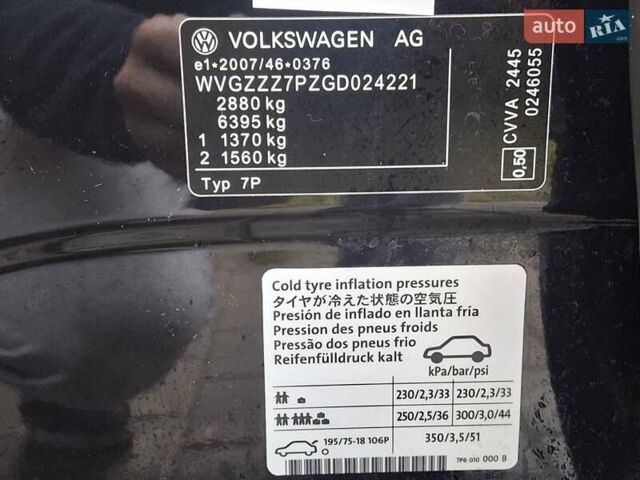 auto RIA.com
VOLKSWAGEN AG
e1*2007/46*0376
WVGZZZ7PZGD024221
2880 kg
6395 kg
1 1370 kg
2 1560 kg
Typ 7P
CVVA 2445
0246055
0,50
Cold tyre inflation pressures
タイヤが冷えた状態の空気圧
Presión de inflado en llanta fría
Pression des pneus froids
Pressão dos pneus frio
Reifenfülldruck kalt
kPa/bar/psi
230/2,3/33 230/2,3/33
250/2,5/36 300/3,0/44
195/75-18 106P 350/3,5/51
7P6 010 000 B